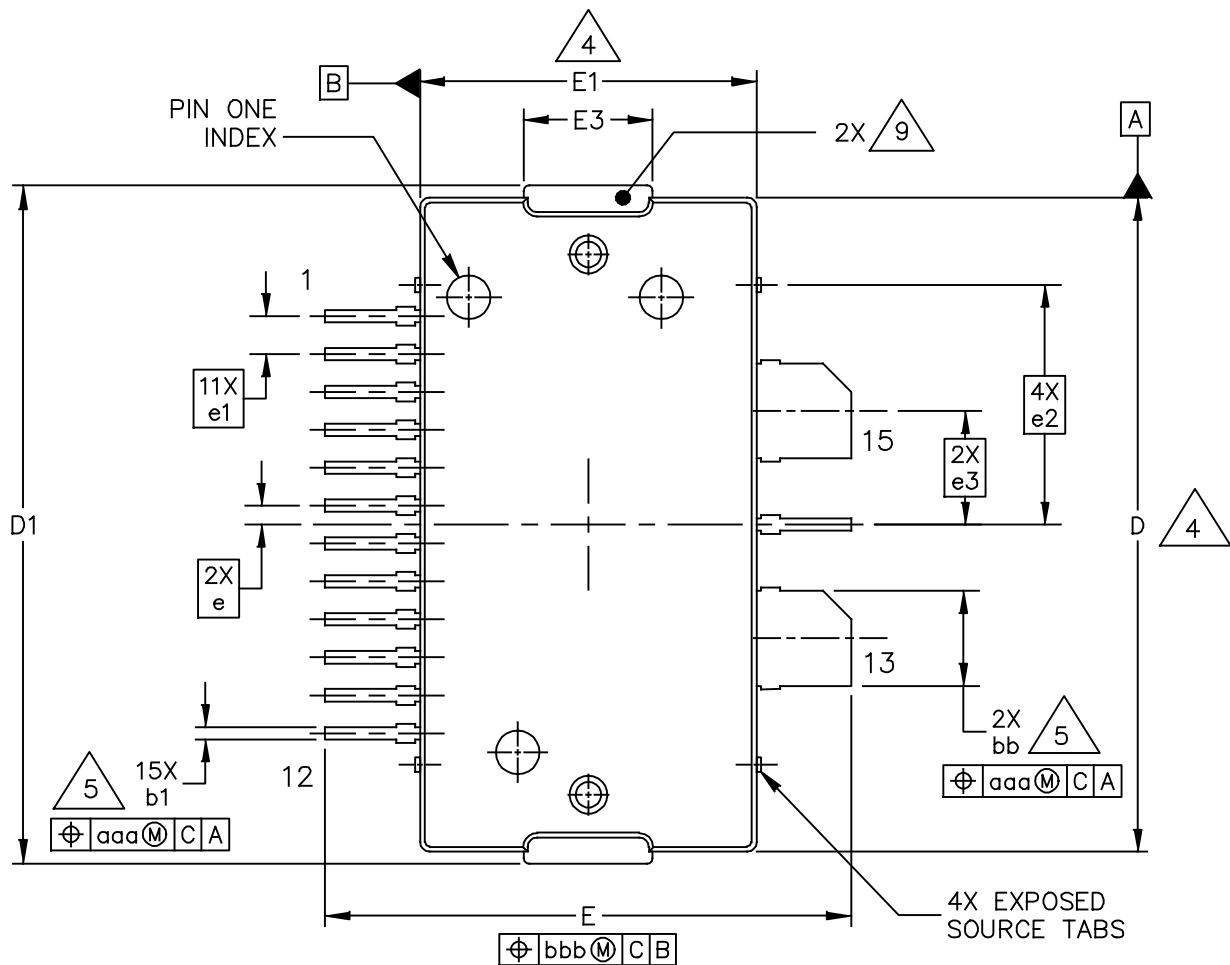 4
B
E1
PIN ONE
INDEX
E3
2X 9
A
1
11X
e1
4X
e2
15
2X
e3
D1
D 4
2X
e
13
2X
bb 5
5 15X
b1
12
aaa Ⓜ C A
aaa Ⓜ C A
E
bbb Ⓜ C B
4X EXPOSED
SOURCE TABS